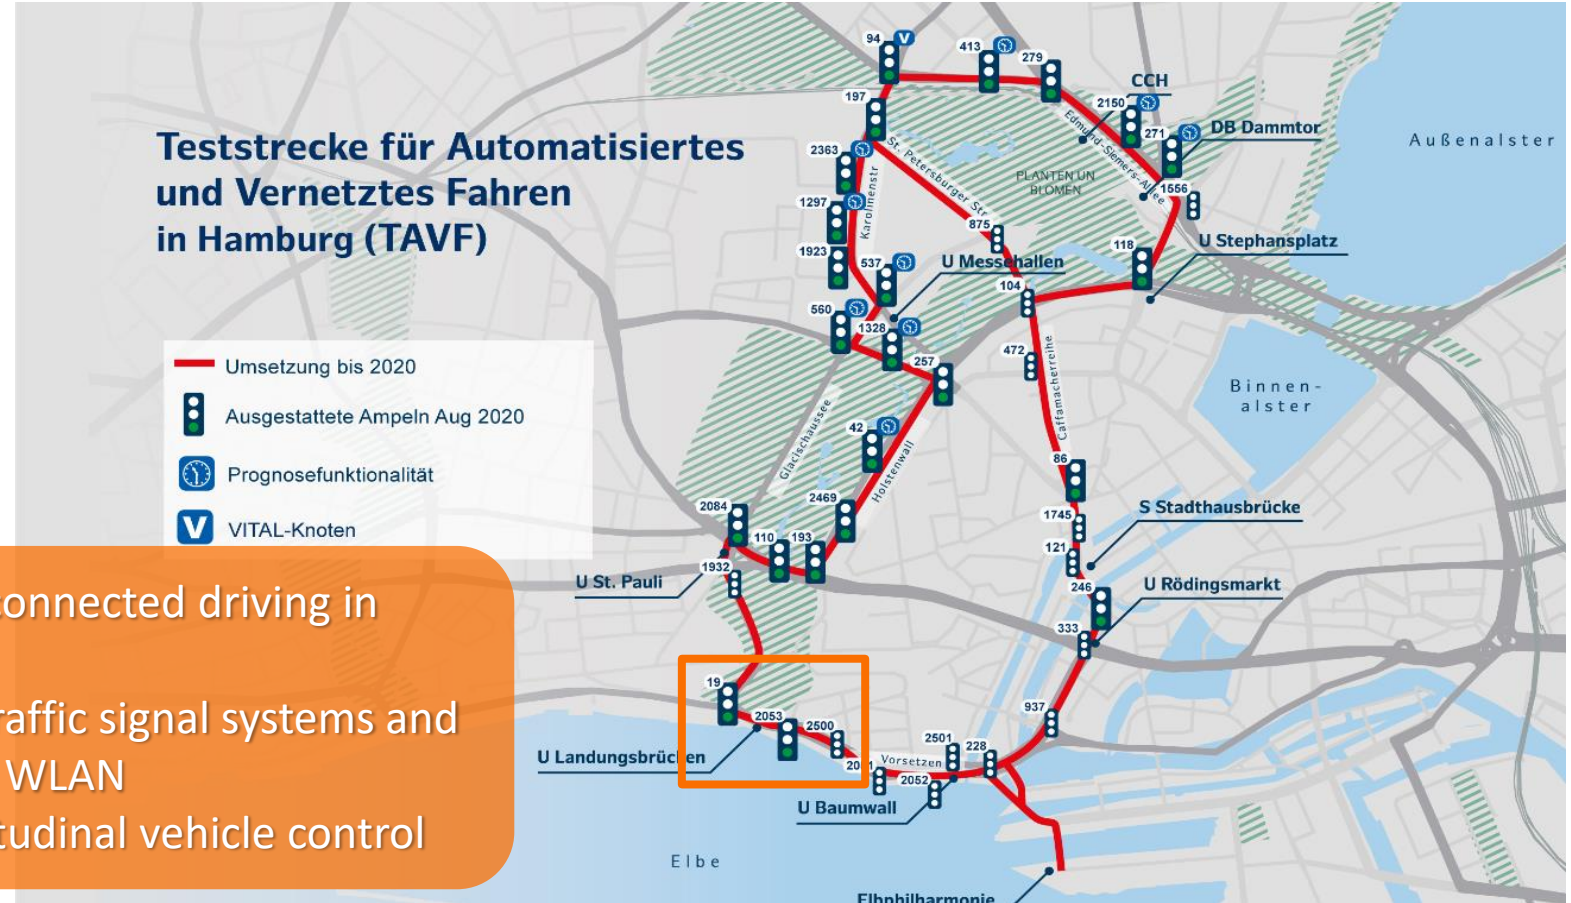 Teststrecke für Automatisiertes
und Vernetztes Fahren
in Hamburg (TAVF)
Umsetzung bis 2020
Ausgestattete Ampeln Aug 2020
Prognosefunktionalität
V VITAL-Knoten
connected driving in
raffic signal systems and
WLAN
tudinal vehicle control
94
V
413
279
CCH
2150
271
DB Dammtor
Außenalster
197
Edmund-Siemers-Allee
2363
St. Petersburger Str.
PLANTEN UN
BLOMEN
1556
1297
Karolinenstr
875
118
U Stephansplatz
1923
537
U Messehallen
104
560
1328
257
472
Caffamacherreihe
Binnen-
alster
Glacischaussee
42
Holstenwall
86
2084
2469
1745
S Stadthausbrücke
110
193
121
U St. Pauli
1932
246
U Rödingsmarkt
333
19
2053
2500
937
U Landungsbrücken
Vorsetzen
2501
228
2052
U Baumwall
Elbe
Elbphilharmonie